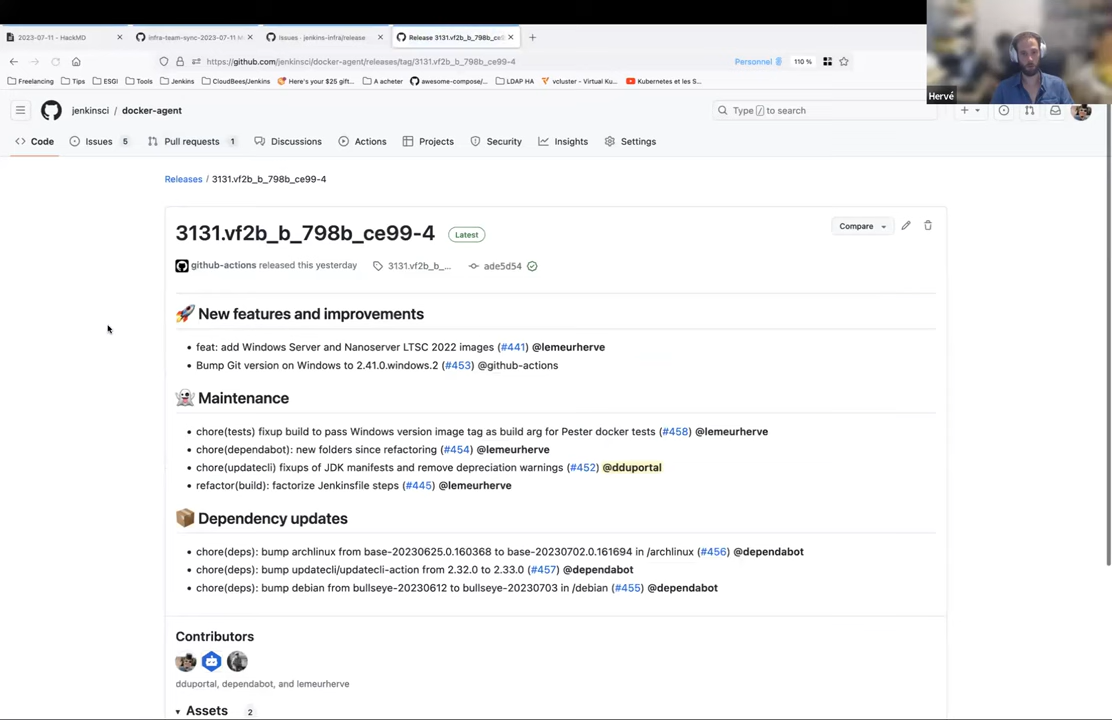 2023-07-11 - HackMD
infra-team-sync-2023-07-11 M
Issues · jenkins-infra/release
Release 3131.vf2b_b_798b_ce9
https://github.com/jenkinsci/docker-agent/releases/tag/3131.vf2b_b_798b_ce99-4
Personnel
110 %
Freelancing
Tips
ESGI
Tools
Jenkins
CloudBees/Jenkins
Here's your $25 gift...
A acheter
awesome-compose/...
LDAP HA
vcluster - Virtual Ku...
Kubernetes et les S...
Hervé
jenkinsci / docker-agent
Type / to search
Code
Issues 5
Pull requests 1
Discussions
Actions
Projects
Security
Insights
Settings
Releases / 3131.vf2b_b_798b_ce99-4
3131.vf2b_b_798b_ce99-4 Latest
Compare
github-actions released this yesterday
3131.vf2b_b_...
ade5d54
New features and improvements
• feat: add Windows Server and Nanoserver LTSC 2022 images (#441) @lemeurherve
• Bump Git version on Windows to 2.41.0.windows.2 (#453) @github-actions
Maintenance
• chore(tests) fixup build to pass Windows version image tag as build arg for Pester docker tests (#458) @lemeurherve
• chore(dependabot): new folders since refactoring (#454) @lemeurherve
• chore(updatecli) fixups of JDK manifests and remove depreciation warnings (#452) @dduportal
• refactor(build): factorize Jenkinsfile steps (#445) @lemeurherve
Dependency updates
• chore(deps): bump archlinux from base-20230625.0.160368 to base-20230702.0.161694 in /archlinux (#456) @dependabot
• chore(deps): bump updatecli/updatecli-action from 2.32.0 to 2.33.0 (#457) @dependabot
• chore(deps): bump debian from bullseye-20230612 to bullseye-20230703 in /debian (#455) @dependabot
Contributors
dduportal, dependabot, and lemeurherve
Assets 2